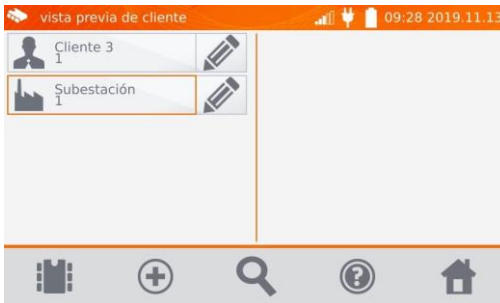 vista previa de cliente
09:28 2019.11.13
Cliente 3
1
Subestación
1